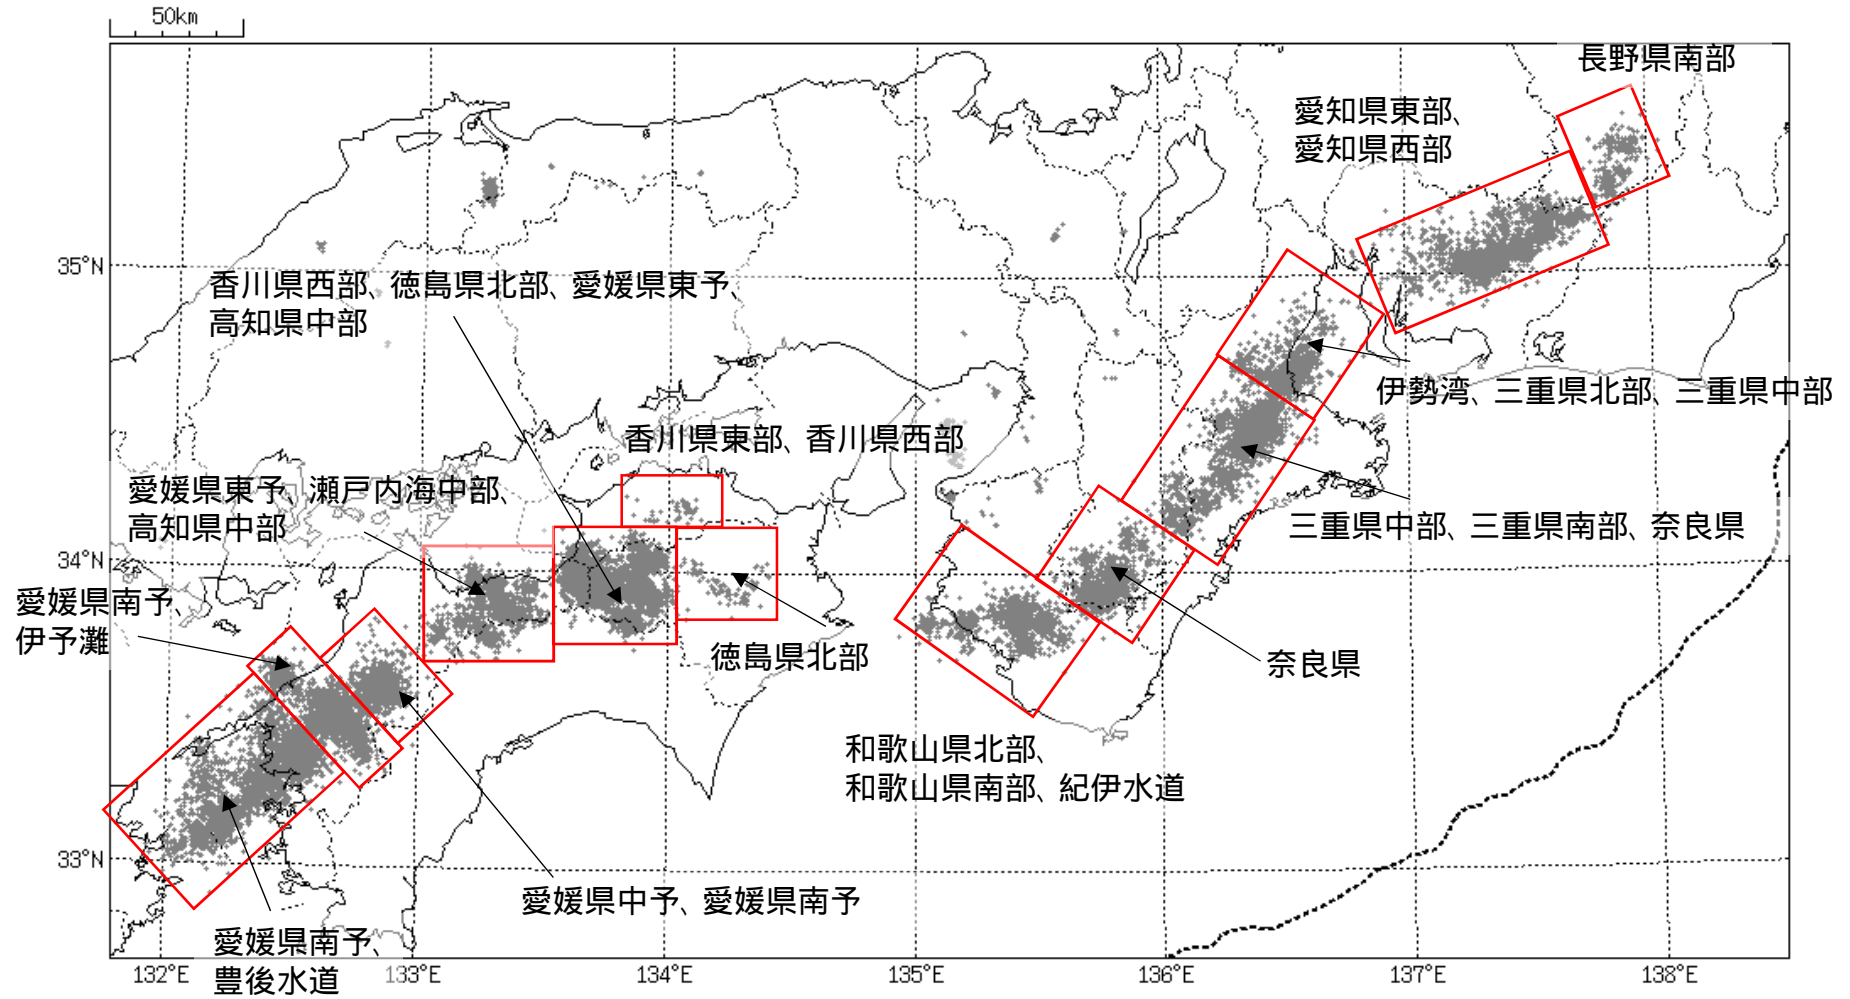 50km
長野県南部
愛知県東部、
愛知県西部
35°N
香川県西部、徳島県北部、愛媛県東予、
高知県中部
伊勢湾、三重県北部、三重県中部
香川県東部、香川県西部
愛媛県東予、瀬戸内海中部、
高知県中部
三重県中部、三重県南部、奈良県
34°N
愛媛県南予、
伊予灘
徳島県北部
奈良県
和歌山県北部、
和歌山県南部、紀伊水道
33°N
愛媛県中予、愛媛県南予
愛媛県南予、
豊後水道
132°E
133°E
134°E
135°E
136°E
137°E
138°E